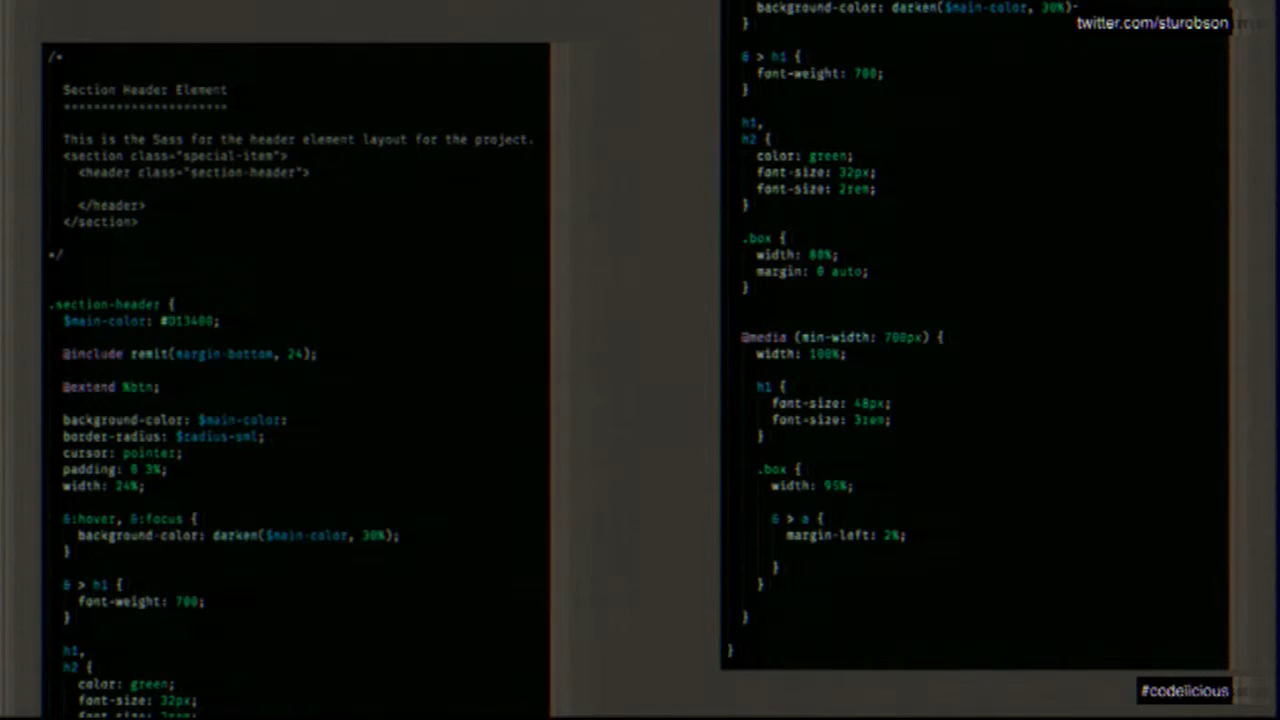 /*
Section Header Element
======================
This is the Sass for the header element layout for the project.
<section class="special-item">
<header class="section-header">
</header>
</section>
*/
.section-header {
$main-color: #D13400;
@include remit(margin-bottom, 24);
@extend %btn;
background-color: $main-color;
border-radius: $radius-sml;
cursor: pointer;
padding: 0 3%;
width: 24%;
&:hover, &:focus {
background-color: darken($main-color, 30%);
}
& > h1 {
font-weight: 700;
}
h1,
h2 {
color: green;
font-size: 32px;
font-size: 2rem;
background-color: darken($main-color, 30%)
}
& > h1 {
font-weight: 700;
}
h1,
h2 {
color: green;
font-size: 32px;
font-size: 2rem;
}
.box {
width: 80%;
margin: 0 auto;
}
@media (min-width: 700px) {
width: 100%;
h1 {
font-size: 48px;
font-size: 3rem;
}
.box {
width: 95%;
& > a {
margin-left: 2%;
}
}
}
}
twitter.com/sturobson
#codelicious